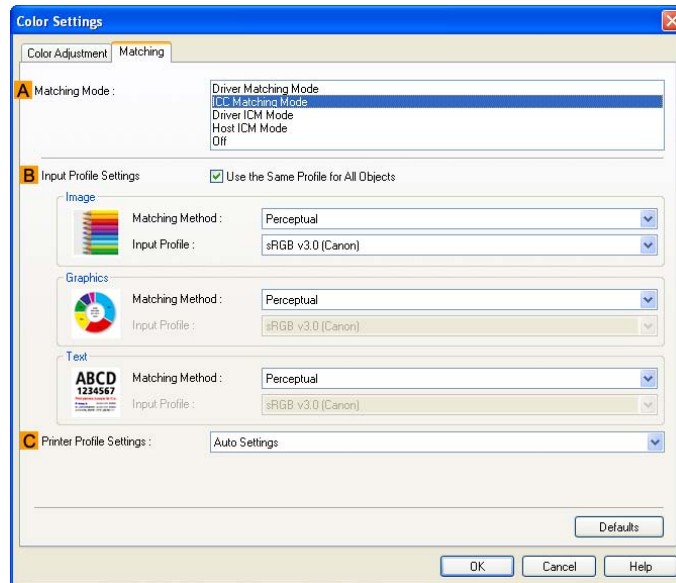 Color Settings
Color Adjustment Matching
A Matching Mode :
Driver Matching Mode
ICC Matching Mode
Driver ICM Mode
Host ICM Mode
Off
B Input Profile Settings Use the Same Profile for All Objects
Image
Matching Method : Perceptual
Input Profile : sRGB v3.0 (Canon)
Graphics
Matching Method : Perceptual
Input Profile : sRGB v3.0 (Canon)
Text
ABCD
1234567
Matching Method : Perceptual
Input Profile : sRGB v3.0 (Canon)
C Printer Profile Settings : Auto Settings
Defaults
OK Cancel Help